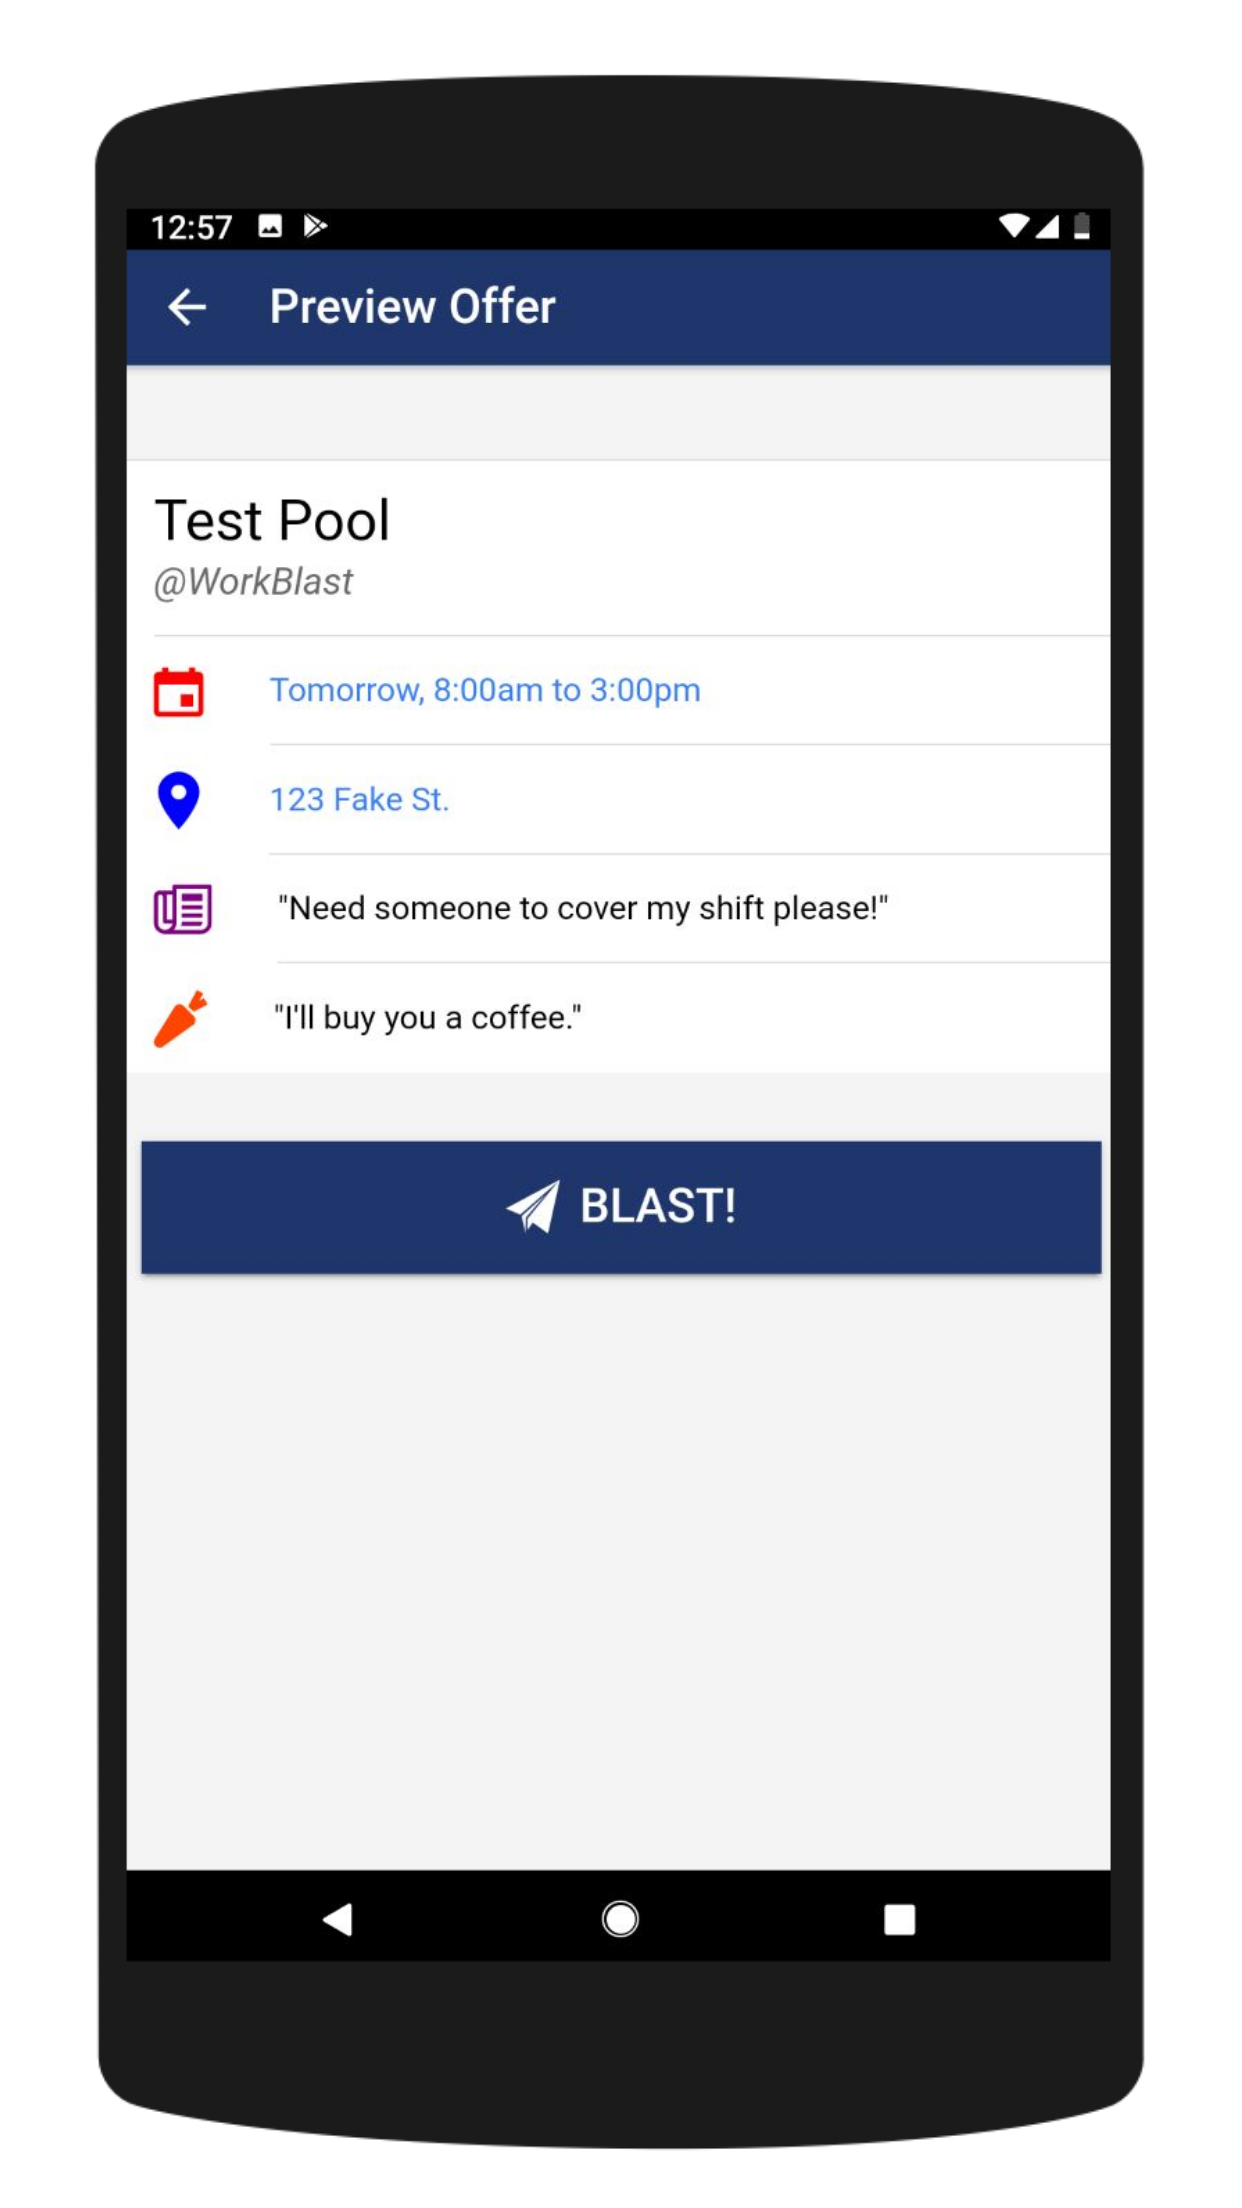 12:57
Preview Offer
Test Pool
@WorkBlast
Tomorrow, 8:00am to 3:00pm
123 Fake St.
"Need someone to cover my shift please!"
"I'll buy you a coffee."
BLAST!